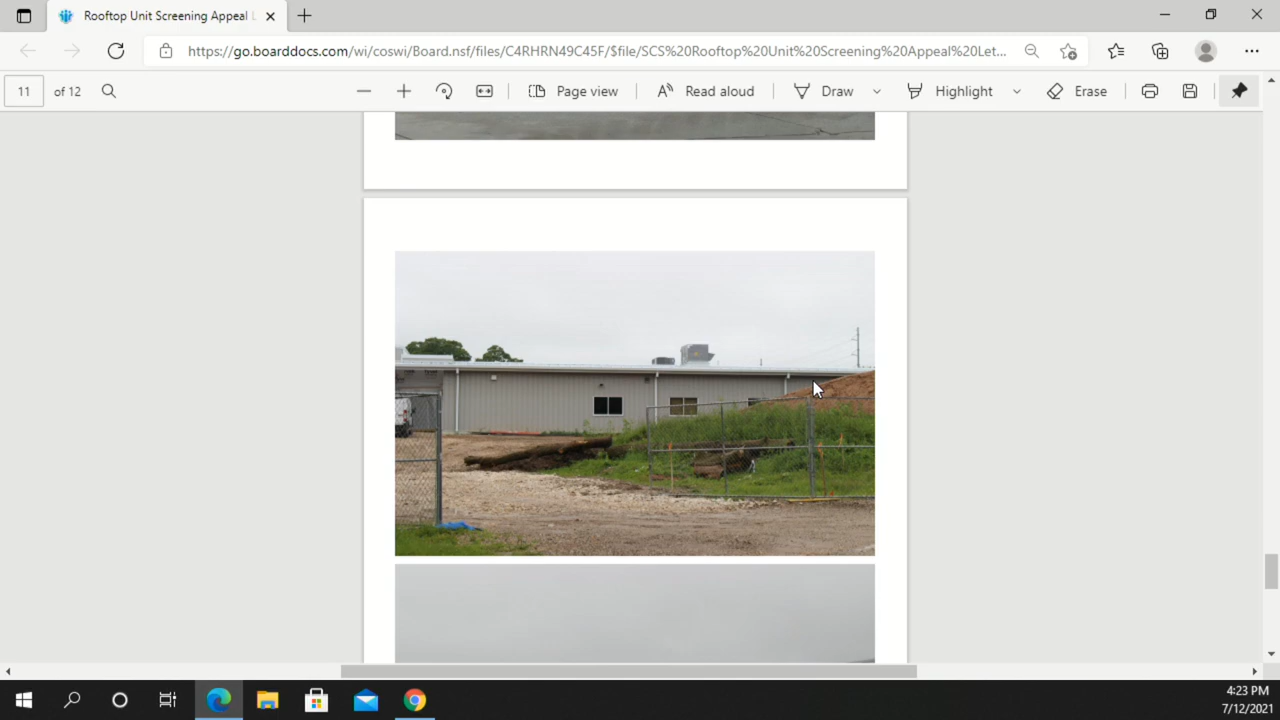 Rooftop Unit Screening Appeal L
https://go.boarddocs.com/wi/coswi/Board.nsf/files/C4RHRN49C45F/$file/SCS%20Rooftop%20Unit%20Screening%20Appeal%20Let...
11 of 12 Page view Read aloud Draw Highlight Erase
4:23 PM
7/12/2021